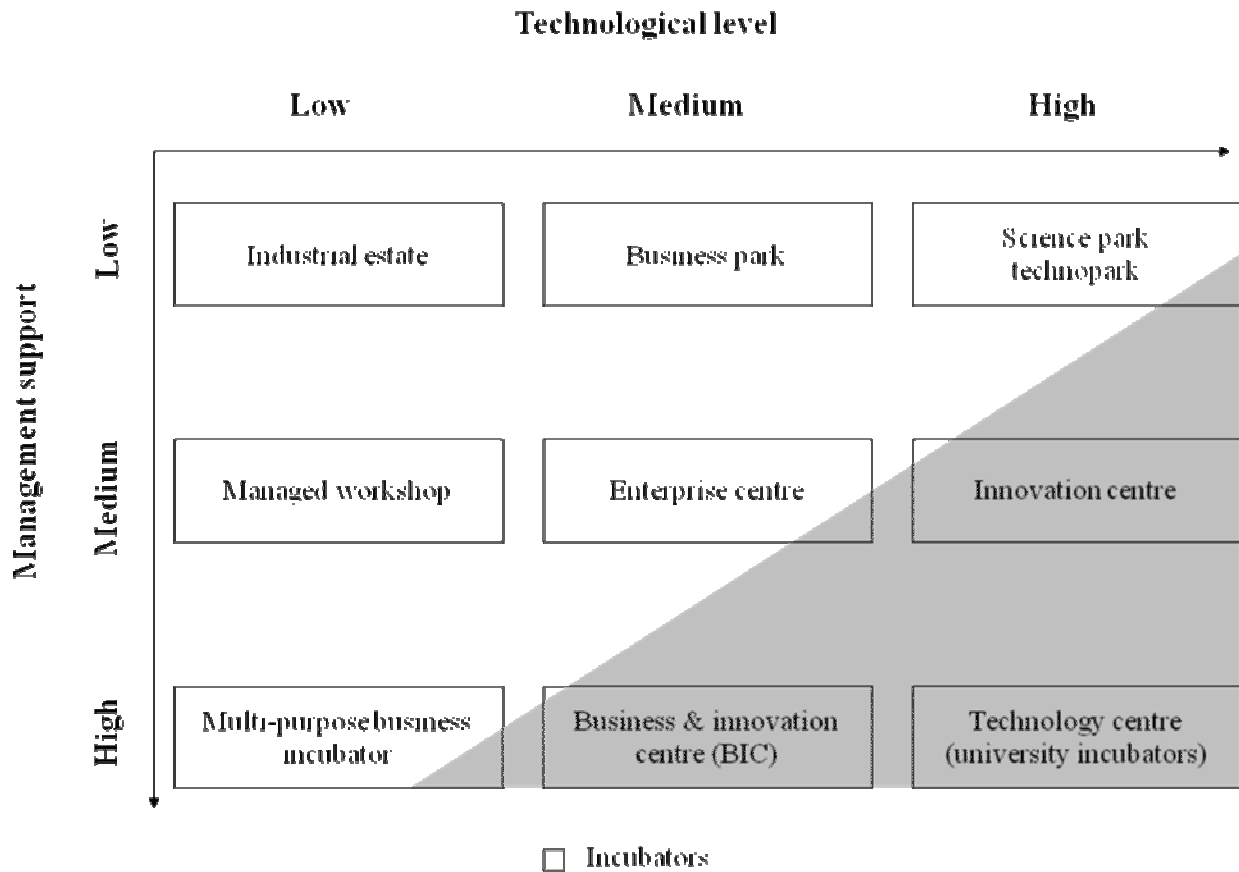 Technological level
Low Medium High
Management support
Low
Industrial estate
Business park
Science park
technopark
Medium
Managed workshop
Enterprise centre
Innovation centre
High
Multi-purpose business
incubator
Business & innovation
centre (BIC)
Technology centre
(university incubators)
Incubators